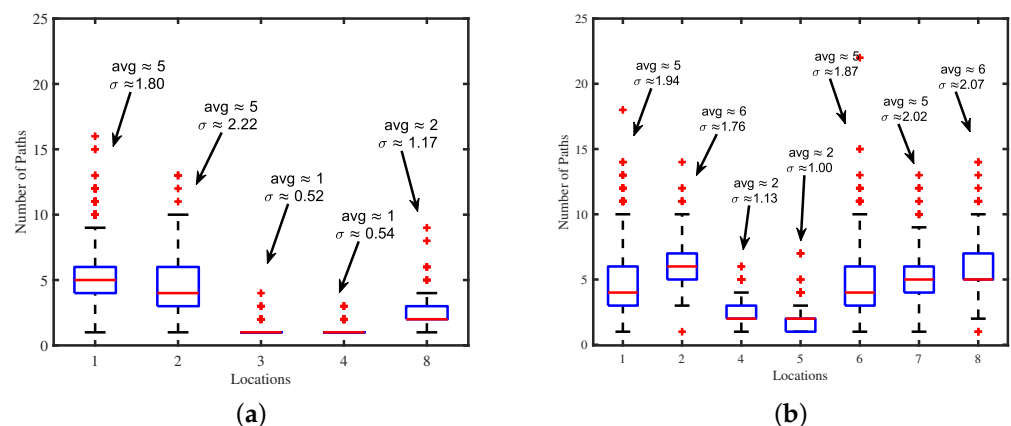 25
20
15
10
5
0
Number of Paths
avg ≈ 5
σ ≈1.80
avg ≈ 5
σ ≈ 2.22
avg ≈ 1
σ ≈ 0.52
avg ≈ 1
σ ≈ 0.54
avg ≈ 2
σ ≈ 1.17
1 2 3 4 8
Locations
(a)
25
20
15
10
5
0
Number of Paths
avg ≈ 5
σ ≈1.94
avg ≈ 6
σ ≈1.76
avg ≈ 2
σ ≈1.13
avg ≈ 2
σ ≈ 1.00
avg ≈ 5
σ ≈1.87
avg ≈ 5
σ ≈ 2.02
avg ≈ 6
σ ≈2.07
1 2 4 5 6 7 8
Locations
(b)